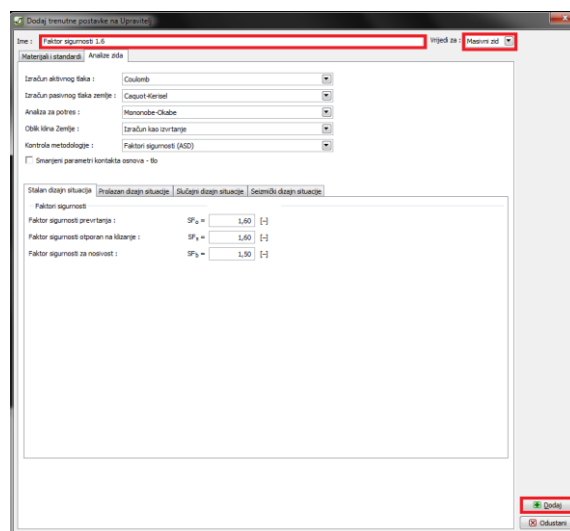 Dodaj trenutne postavke na Upravitelj
Ime : Faktor sigurnosti 1.6 Vrijedi za : Masivni zid
Materijali i standardi Analize zida
Izračun aktivnog tlaka : Coulomb
Izračun pasivnog tlaka zemlje : Caquot-Kerisel
Analiza za potres : Mononobe-Okabe
Oblik klina Zemlje : Izračun kao izvrtanje
Kontrola metodologije : Faktori sigurnosti (ASD)
Smanjeni parametri kontakta osnova - tlo
Stalan dizajn situacija Prolazan dizajn situacije Slučajni dizajn situacije Seizmički dizajn situacije
Faktori sigurnosti
Faktor sigurnosti prevrtanja : SFo = 1,60 [–]
Faktor sigurnosti otporan na klizanje : SFs = 1,60 [–]
Faktor sigurnosti za nosivost : SFb = 1,50 [–]
Dodaj
Odustani